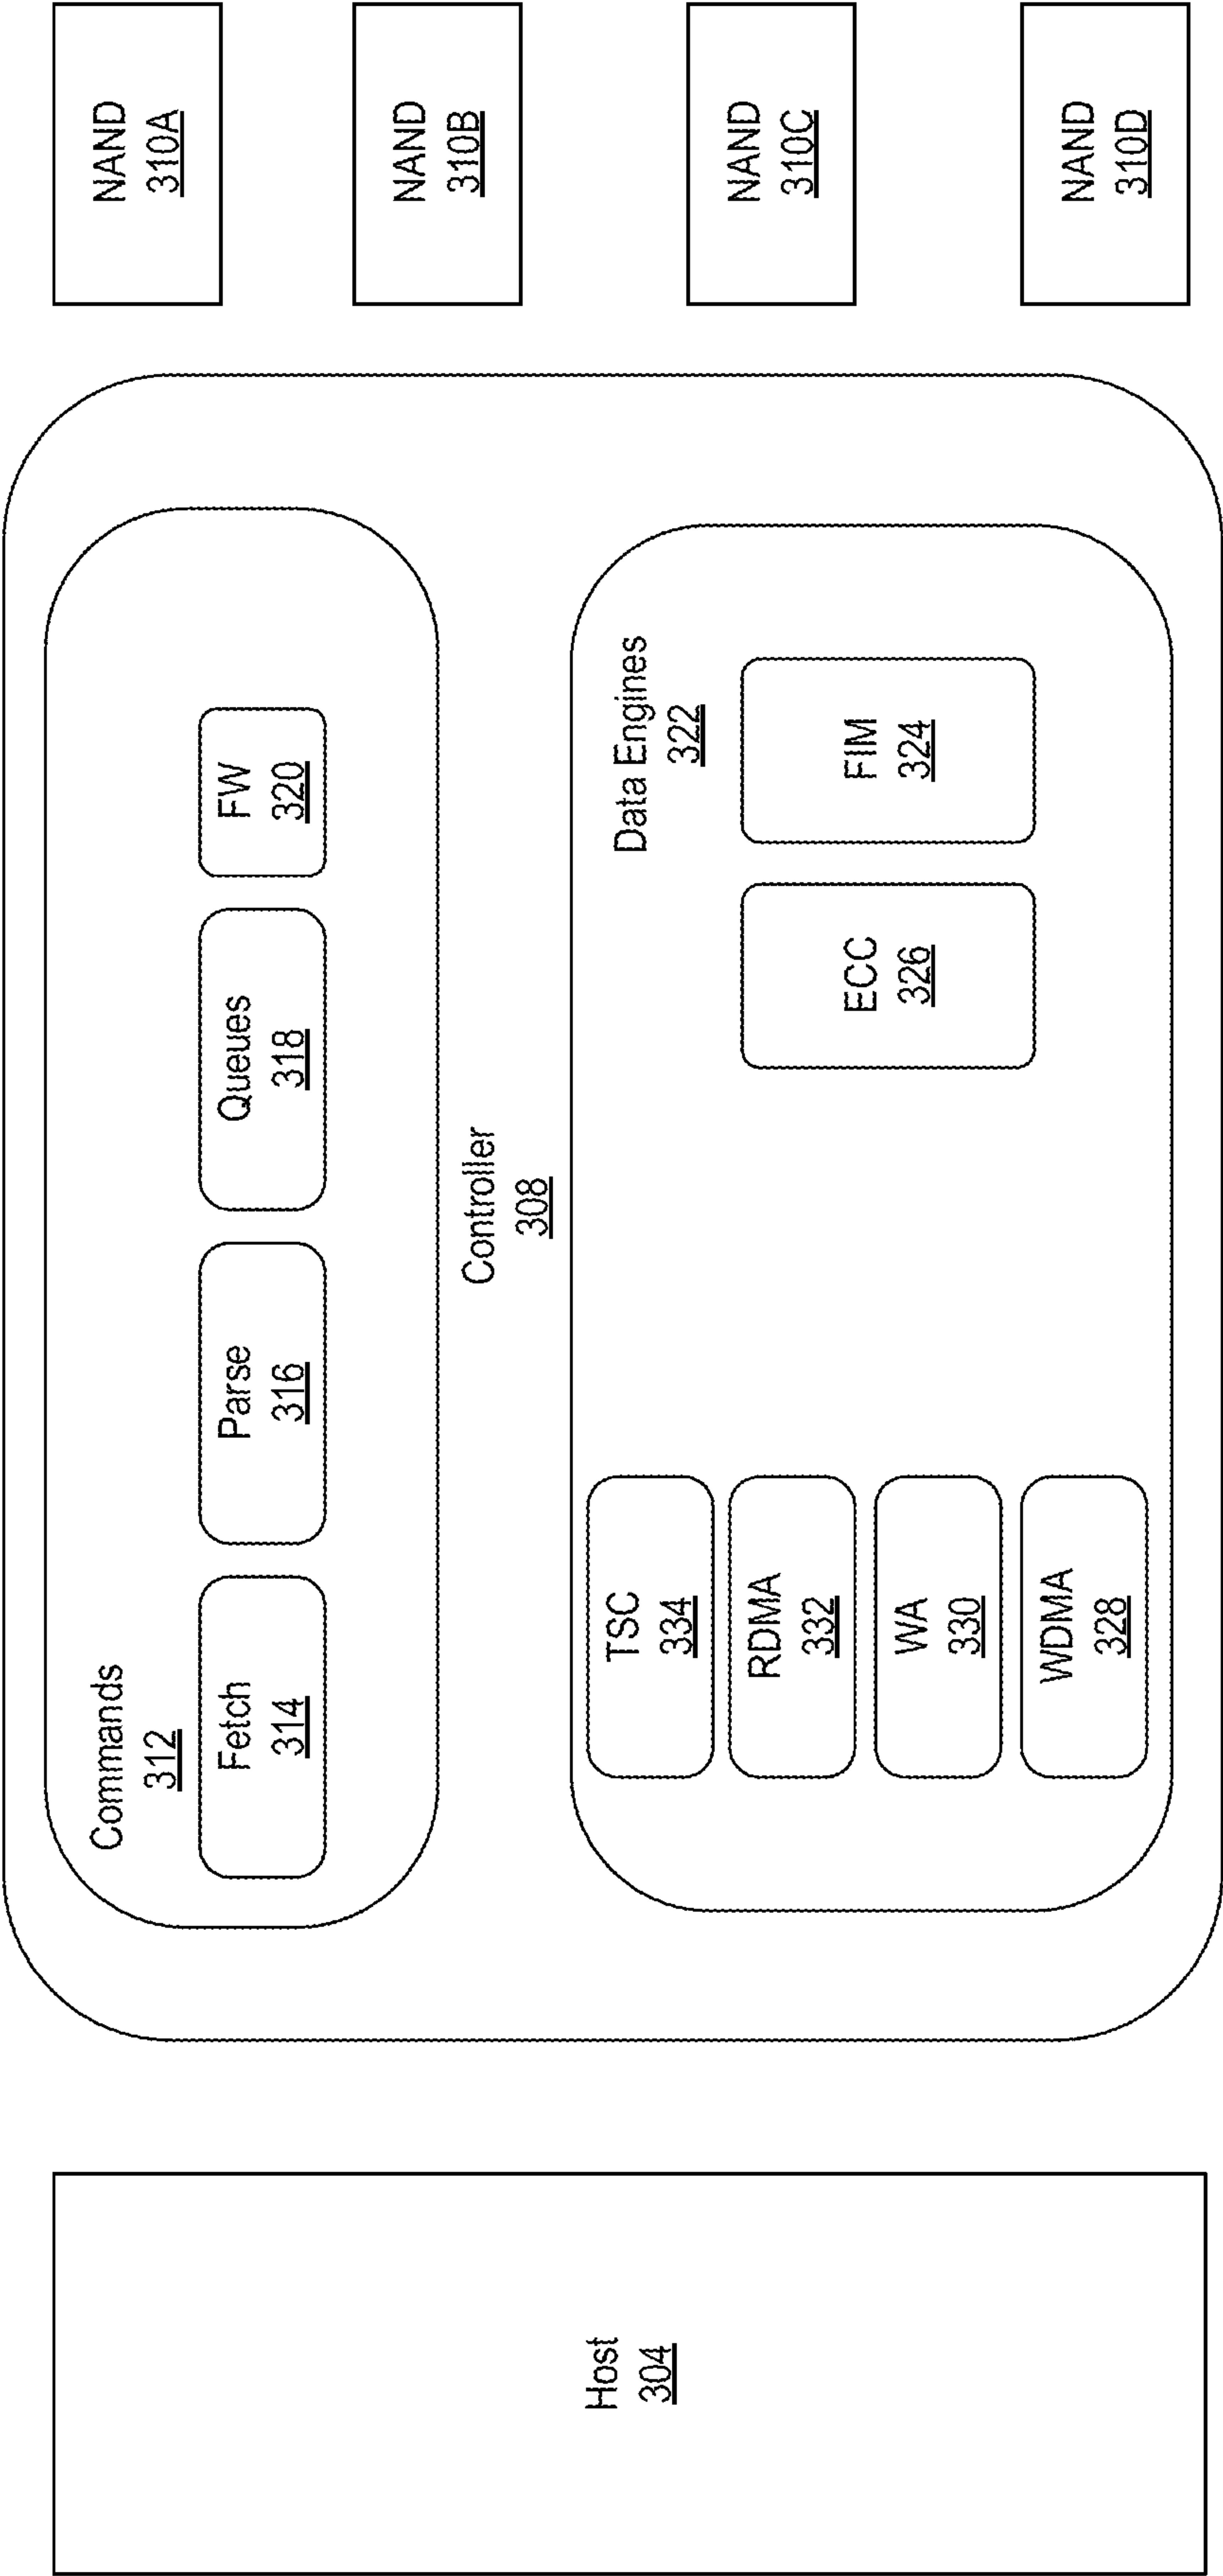 Host
304
Commands
312
Fetch
314
Parse
316
Queues
318
FW
320
Controller
308
Data Engines
322
TSC
334
RDMA
332
WA
330
WDMA
328
ECC
326
FIM
324
NAND
310A
NAND
310B
NAND
310C
NAND
310D